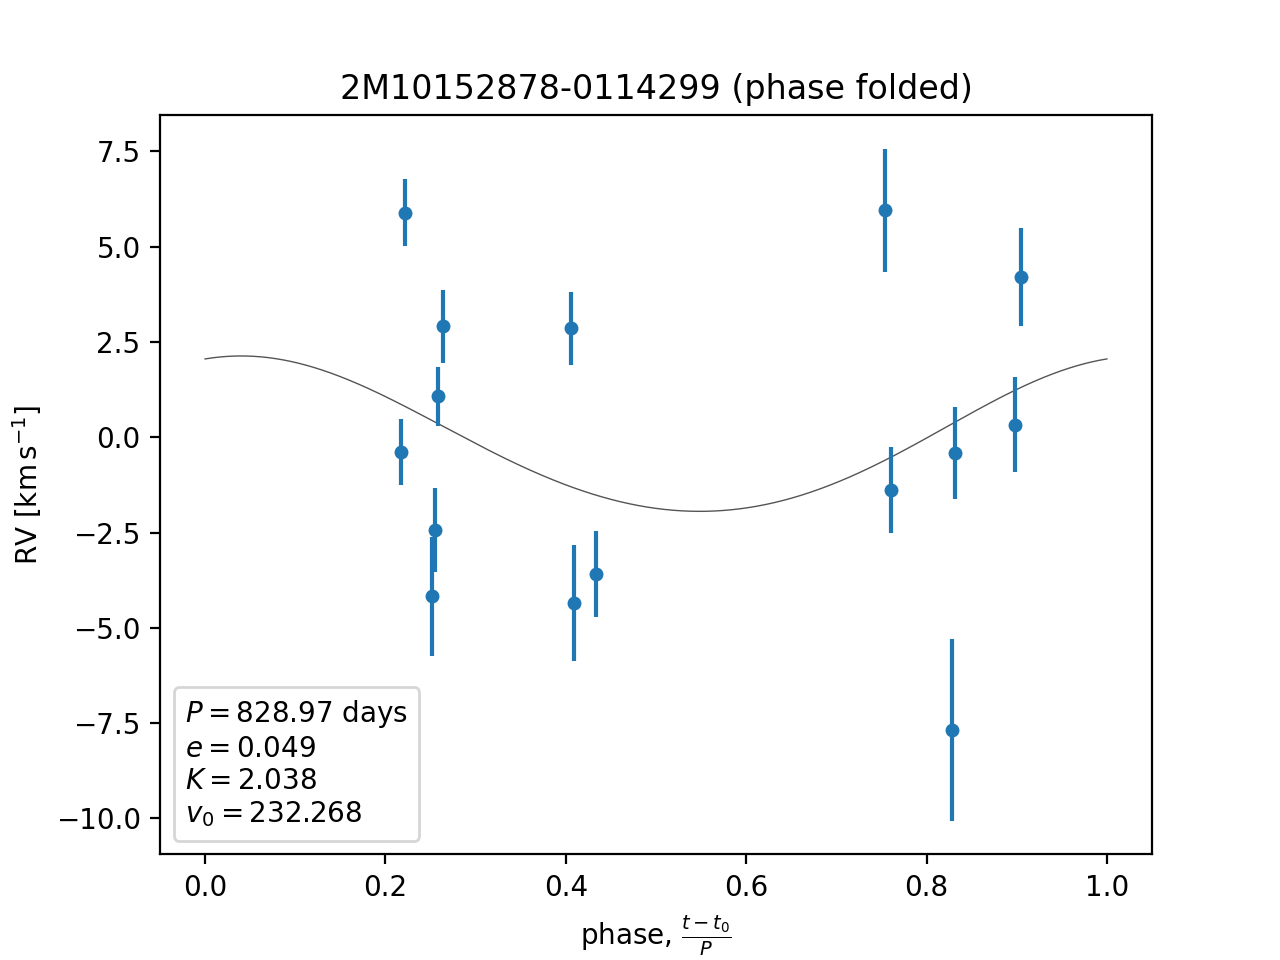 2M10152878-0114299 (phase folded)
7.5
5.0
2.5
0.0
−2.5
−5.0
−7.5
−10.0
RV [km s⁻¹]
P = 828.97 days
e = 0.049
K = 2.038
v₀ = 232.268
0.0 0.2 0.4 0.6 0.8 1.0
phase, (t − t₀)/P